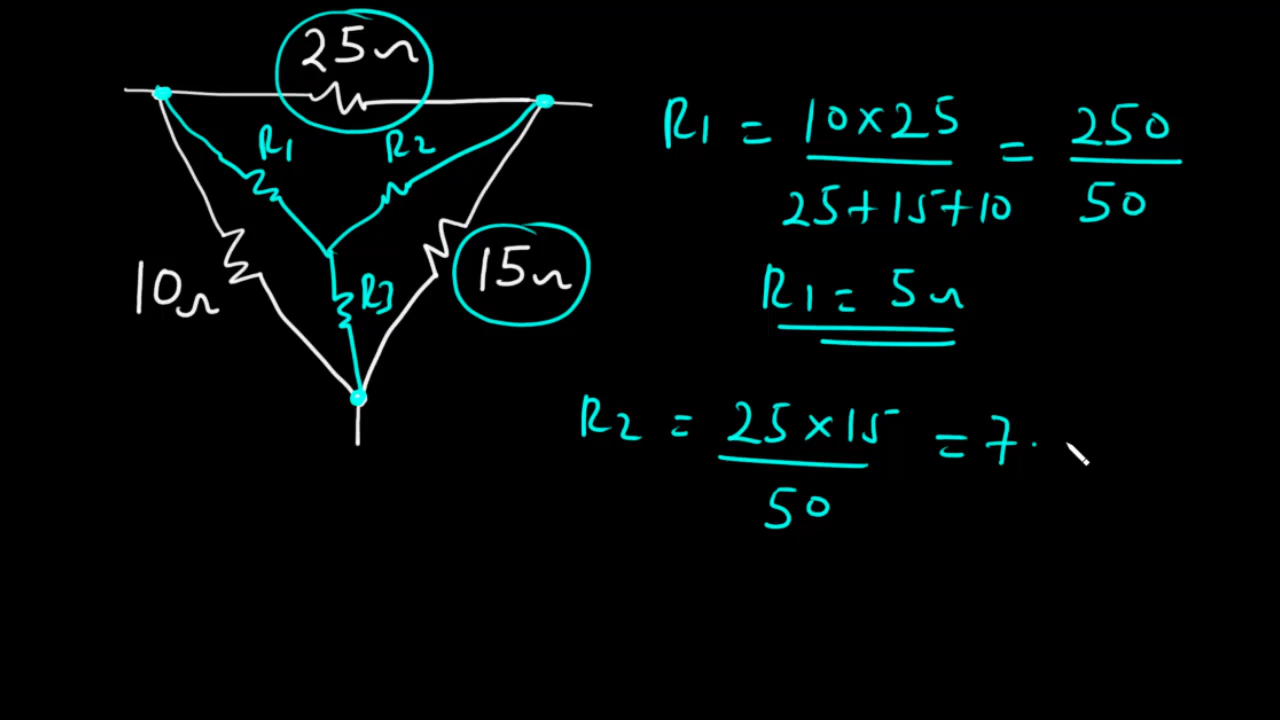 25Ω
R1 R2
10Ω R3 15Ω
R1 = 10×25 / 25+15+10 = 250 / 50
R1 = 5Ω
R2 = 25×15 / 50 = 7.